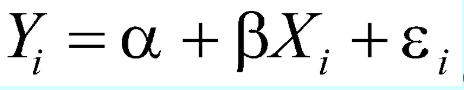 Yᵢ = α + βXᵢ + εᵢ